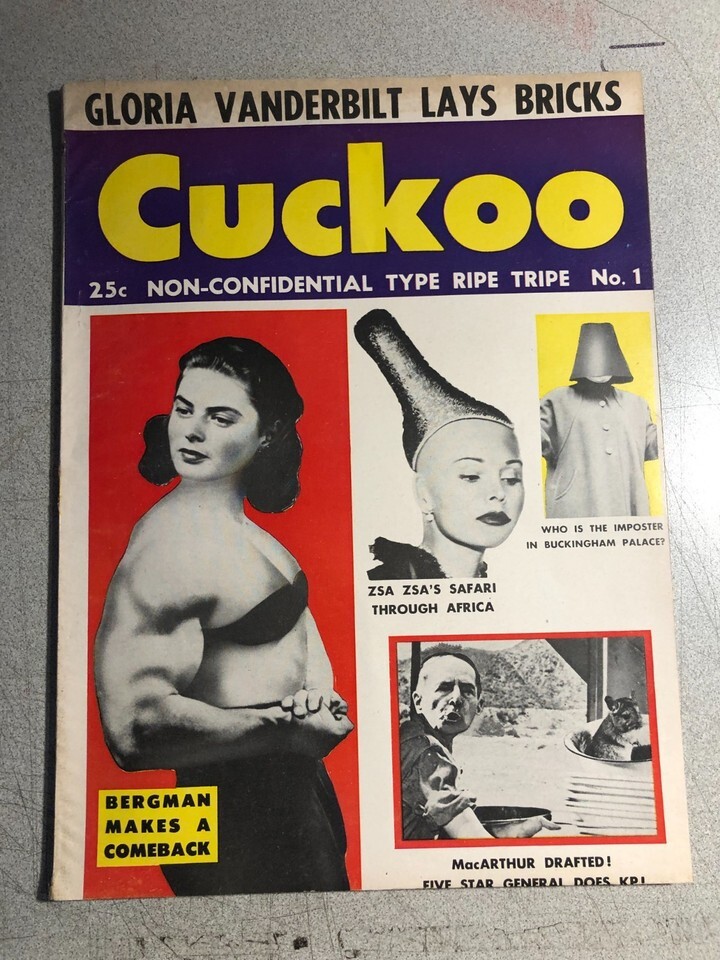 GLORIA VANDERBILT LAYS BRICKS
Cuckoo
25c NON-CONFIDENTIAL TYPE RIPE TRIPE No. 1
WHO IS THE IMPOSTER
IN BUCKINGHAM PALACE?
ZSA ZSA'S SAFARI
THROUGH AFRICA
BERGMAN
MAKES A
COMEBACK
MacARTHUR DRAFTED!
FIVE STAR GENERAL DOES KP!